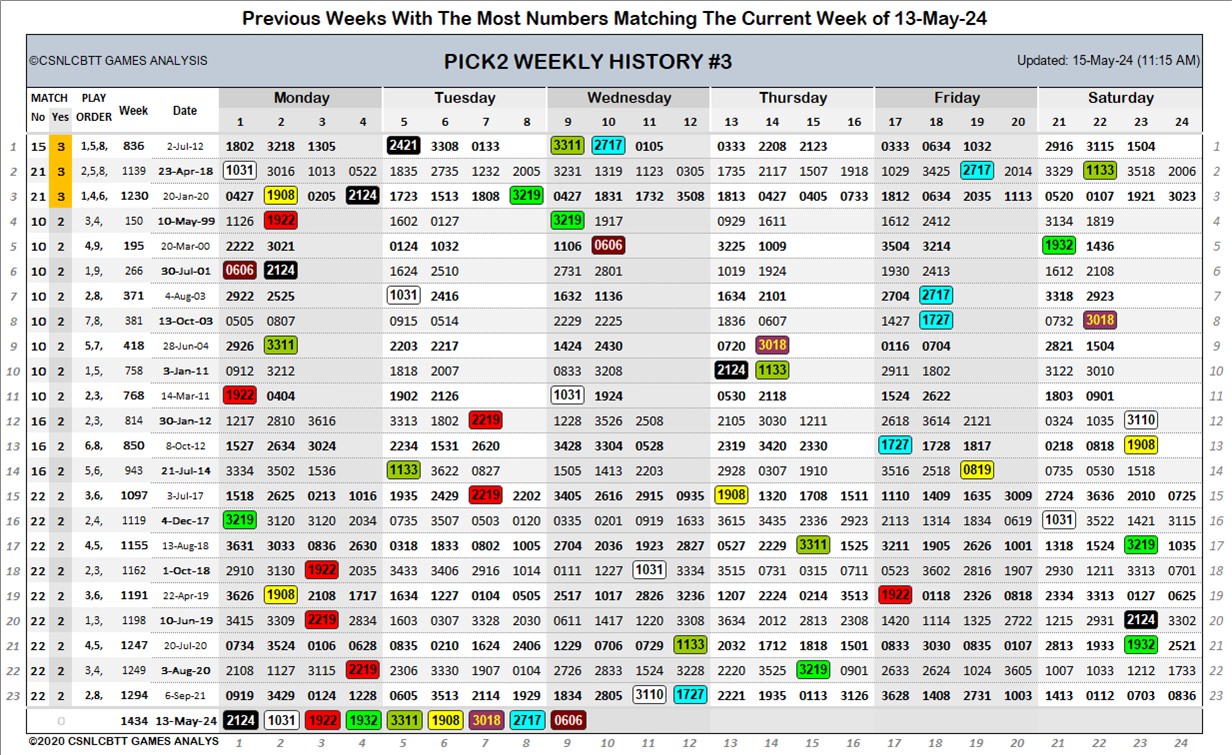 Previous Weeks With The Most Numbers Matching The Current Week of 13-May-24
©CSNLCBTT GAMES ANALYSIS PICK2 WEEKLY HISTORY #3 Updated: 15-May-24 (11:15 AM)
MATCH PLAY Week Date Monday Tuesday Wednesday Thursday Friday Saturday
No Yes ORDER 1 2 3 4 5 6 7 8 9 10 11 12 13 14 15 16 17 18 19 20 21 22 23 24
1 15 3 1,5,8, 836 2-Jul-12 1802 3218 1305 2421 3308 0133 3311 2717 0105 0333 2208 2123 0333 0634 1032 2916 3115 1504 1
2 21 3 2,5,8, 1139 23-Apr-18 1031 3016 1013 0522 1835 2735 1232 2005 3231 1319 1123 0305 1735 2117 1507 1918 1029 3425 2717 2014 3329 1133 3518 2006 2
3 21 3 1,4,6, 1230 20-Jan-20 0427 1908 0205 2124 1723 1513 1808 3219 0427 1831 1732 3508 1813 0427 0405 0733 1812 0634 2035 1113 0520 0107 1921 3023 3
4 10 2 3,4, 150 10-May-99 1126 1922 1602 0127 3219 1917 0929 1611 1612 2412 3134 1819 4
5 10 2 4,9, 195 20-Mar-00 2222 3021 0124 1032 1106 0606 3225 1009 3504 3214 1932 1436 5
6 10 2 1,9, 266 30-Jul-01 0606 2124 1624 2510 2731 2801 1019 1924 1930 2413 1612 2108 6
7 10 2 2,8, 371 4-Aug-03 2922 2525 1031 2416 1632 1136 1634 2101 2704 2717 3318 2923 7
8 10 2 7,8, 381 13-Oct-03 0505 0807 0915 0514 2229 2225 1836 0607 1427 1727 0732 3018 8
9 10 2 5,7, 418 28-Jun-04 2926 3311 2203 2217 1424 2430 0720 3018 0116 0704 2821 1504 9
10 10 2 1,5, 758 3-Jan-11 0912 3212 1818 2007 0833 3208 2124 1133 2911 1802 3122 3010 10
11 10 2 2,3, 768 14-Mar-11 1922 0404 1902 2126 1031 1924 0530 2118 1524 2622 1803 0901 11
12 16 2 2,3, 814 30-Jan-12 1217 2810 3616 3313 1802 2219 1228 3526 2508 2105 3030 1211 2618 3614 2121 0324 1035 3110 12
13 16 2 6,8, 850 8-Oct-12 1527 2634 3024 2234 1531 2620 3428 3304 0528 2319 3420 2330 1727 1728 1817 0218 0818 1908 13
14 16 2 5,6, 943 21-Jul-14 3334 3502 1536 1133 3622 0827 1505 1413 2203 2928 0307 1910 3516 2518 0819 0735 0530 1518 14
15 22 2 3,6, 1097 3-Jul-17 1518 2625 0213 1016 1935 2429 2219 2202 3405 2616 2915 0935 1908 1320 1708 1511 1110 1409 1635 3009 2724 3636 2010 0725 15
16 22 2 2,4, 1119 4-Dec-17 3219 3120 3120 2034 0735 3507 0503 0120 0335 0201 0919 1633 3615 3435 2336 2923 2113 1314 1834 0619 1031 3522 1421 3115 16
17 22 2 4,5, 1155 13-Aug-18 3631 3033 0836 2630 0318 1833 0802 1005 2704 2036 1923 2827 0527 2229 3311 1525 3211 1905 2626 1001 1318 1524 3219 1035 17
18 22 2 2,3, 1162 1-Oct-18 2910 3130 1922 2035 3433 3406 2916 1014 0111 1227 1031 3334 3515 0731 0315 0711 0523 3602 2816 1907 2930 1211 3313 0701 18
19 22 2 3,6, 1191 22-Apr-19 3626 1908 2108 1717 1634 1227 0104 0505 2517 1017 2826 3236 1207 2224 0214 3513 1922 0118 2326 0818 2334 3313 0127 0625 19
20 22 2 1,3, 1198 10-Jun-19 3415 3309 2219 2834 1603 1507 3328 2030 0611 1417 1220 3308 3634 2012 2813 2308 1420 1114 1325 2722 1215 2931 2124 3302 20
21 22 2 4,5, 1247 20-Jul-20 0734 3524 0106 0628 0835 0510 1624 2406 1229 0706 0729 1133 2032 1712 1818 1501 0833 3030 0835 0107 2813 1933 1932 2521 21
22 22 2 3,4, 1249 3-Aug-20 2108 1127 3115 2219 2306 3330 1907 0104 2726 2833 1524 3228 2220 3525 3219 0901 2633 2624 1024 3605 1007 1033 1212 1733 22
23 22 2 2,8, 1294 6-Sep-21 0919 3429 0124 1228 0605 3513 2114 1929 1834 2805 3110 1727 2221 1935 0113 3126 3628 1408 2731 1003 1413 0112 0703 0836 23
0 1434 13-May-24 2124 1031 1922 1932 3311 1908 3018 2717 0606
©2020 CSNLCBTT GAMES ANALYS 1 2 3 4 5 6 7 8 9 10 11 12 13 14 15 16 17 18 19 20 21 22 23 24